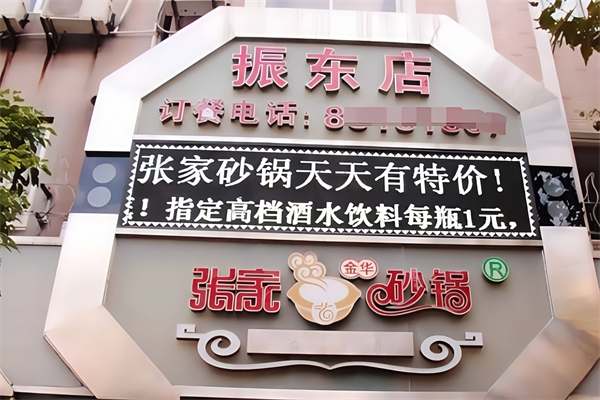 振东店
订餐电话:8
张家砂锅天天有特价!
!指定高档酒水饮料每瓶1元,
张家 金华 砂锅 ®